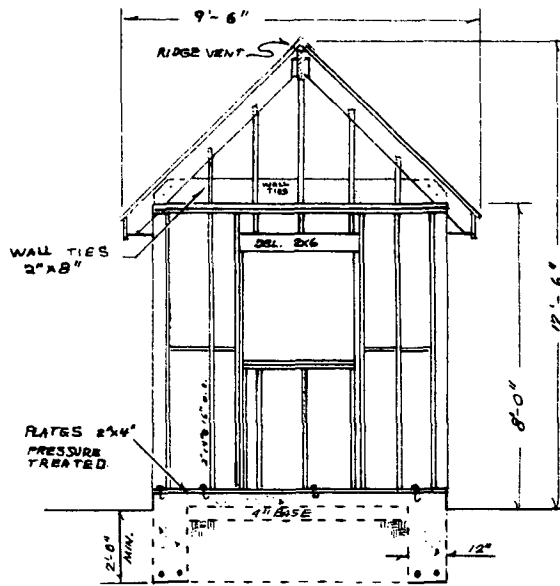 9'-6"
RIDGE VENT
WALL
TIES
WALL TIES
2"x8"
DBL. 2x6
12'-6"
8'-0"
PLATES 2"x4"
PRESSURE
TREATED.
4" BASE
2'-8"
MIN.
12"